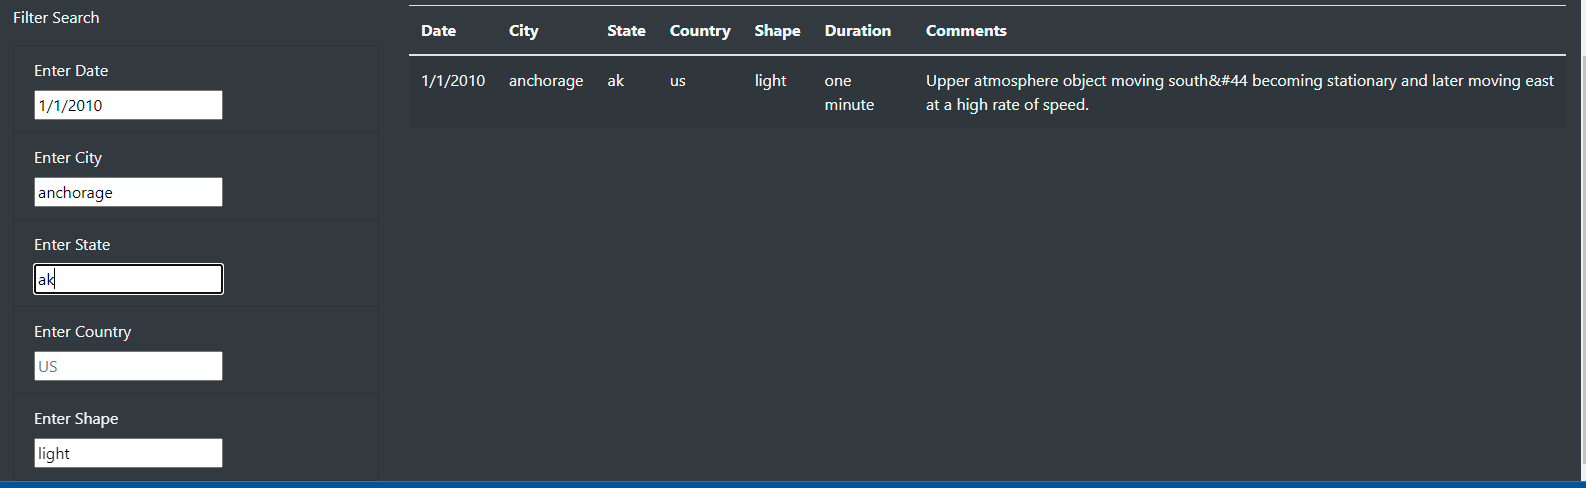 Filter Search
Enter Date
1/1/2010
Enter City
anchorage
Enter State
ak
Enter Country
US
Enter Shape
light
Date City State Country Shape Duration Comments
1/1/2010 anchorage ak us light one minute Upper atmosphere object moving south&#44 becoming stationary and later moving east
at a high rate of speed.